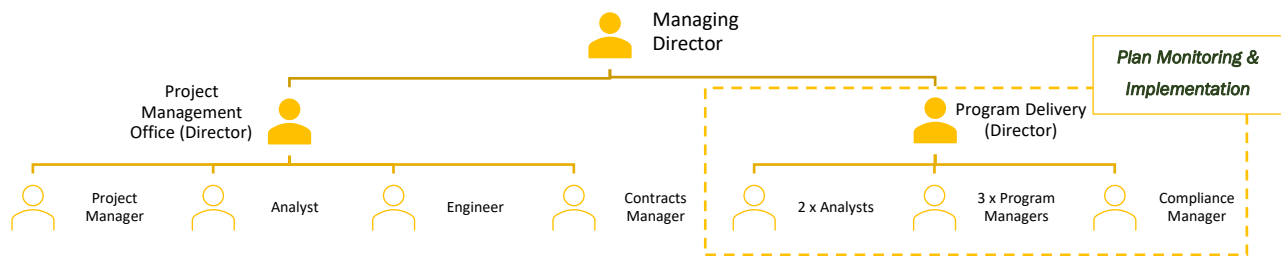 Managing
Director
Plan Monitoring &
Implementation
Project
Management
Office (Director)
Program Delivery
(Director)
Project
Manager
Analyst
Engineer
Contracts
Manager
2 x Analysts
3 x Program
Managers
Compliance
Manager